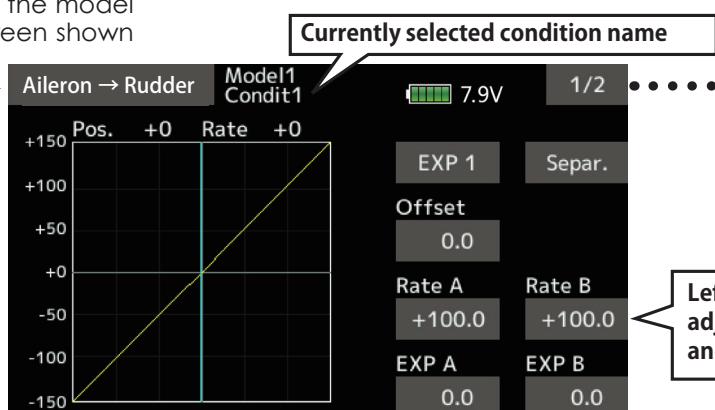 the model
een shown
Currently selected condition name
Aileron → Rudder
Model1
Condit1
7.9V
1/2
Pos. +0 Rate +0
+150
+100
+50
+0
-50
-100
-150
EXP 1
Separ.
Offset
0.0
Rate A
Rate B
+100.0
+100.0
EXP A
EXP B
0.0
0.0
Lef
adj
an